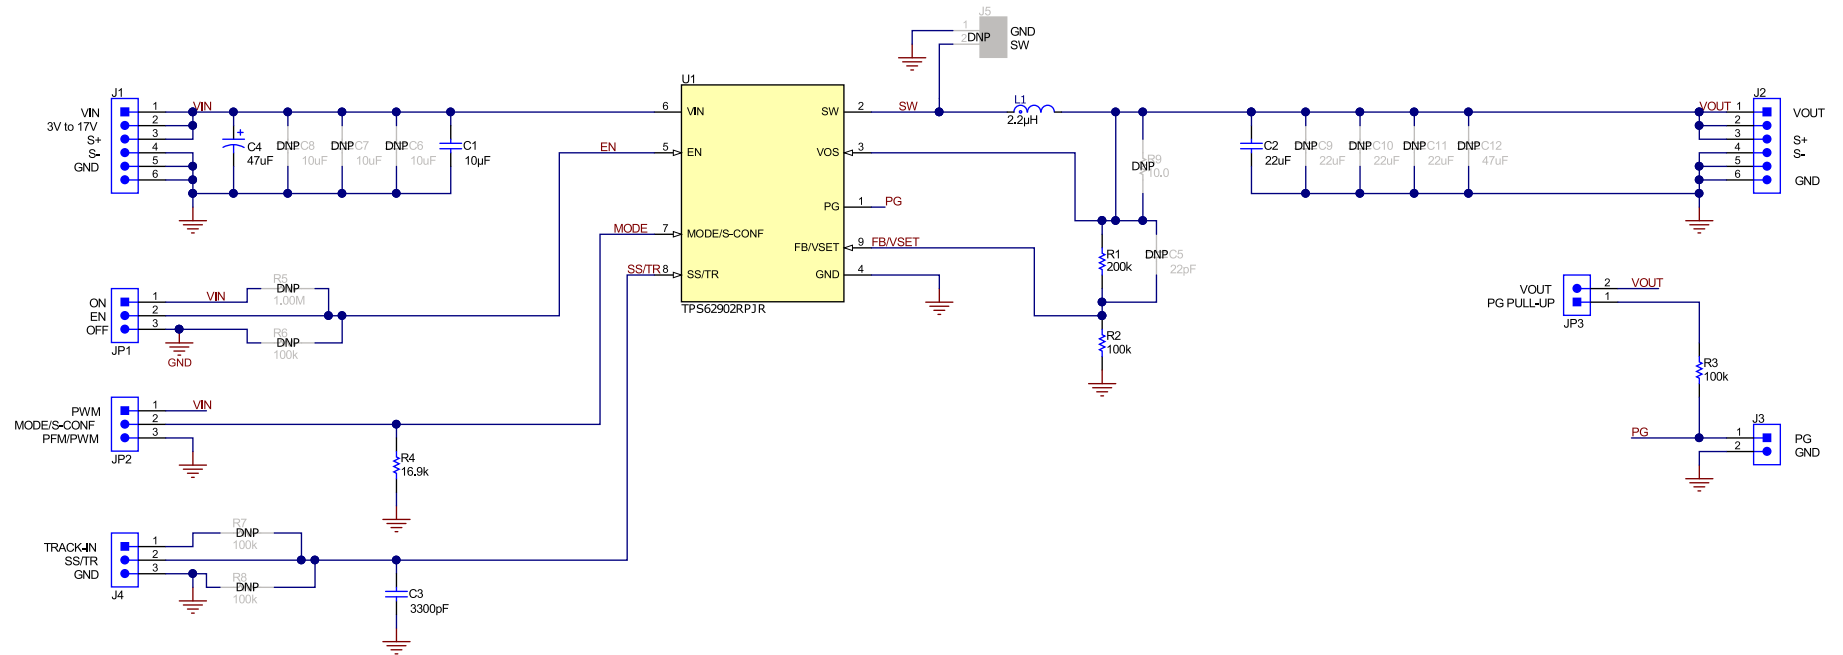 J5
1
GND
2
DNP
SW
J1
VIN
3V to 17V
S+
S-
GND
1
2
3
4
5
6
VIN
+
C4
47uF
DNP
C8
10uF
DNP
C7
10uF
DNP
C6
10uF
C1
10µF
U1
6
VIN
EN
5
EN
MODE
7
MODE/S-CONF
SS/TR
8
SS/TR
SW
2
SW
VOS
3
PG
1
PG
FB/VSET
9
FB/VSET
GND
4
TPS62902RPJR
L1
2.2µH
R9
DNP
10.0
R1
200k
DNP
C5
22pF
R2
100k
C2
22uF
DNP
C9
22uF
DNP
C10
22uF
DNP
C11
22uF
DNP
C12
47uF
J2
VOUT
1
VOUT
2
3
S+
4
S-
5
6
GND
ON
EN
OFF
1
2
3
JP1
VIN
R5
DNP
1.00M
R6
DNP
100k
GND
VOUT
PG PULL-UP
2
1
VOUT
JP3
R3
100k
PG
J3
1
PG
2
GND
PWM
MODE/S-CONF
PFM/PWM
1
2
3
VIN
JP2
R4
16.9k
TRACK-IN
SS/TR
GND
1
2
3
J4
R7
DNP
100k
R8
DNP
100k
C3
3300pF